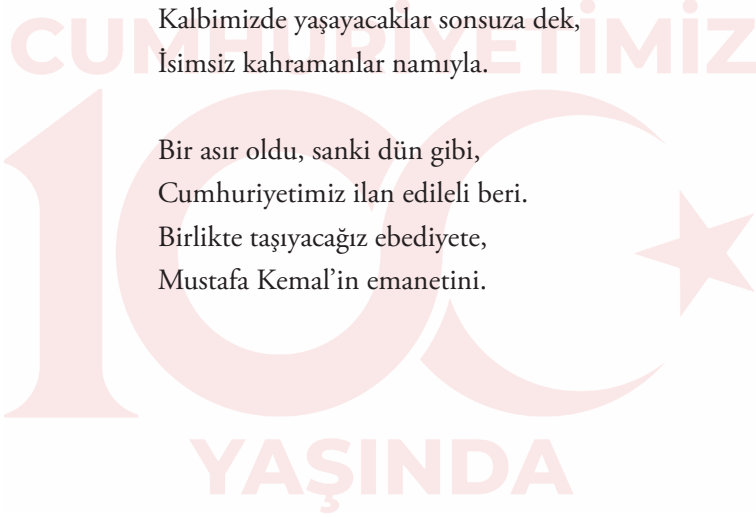 CUMHURİYETİMİZ
Kalbimizde yaşayacaklar sonsuza dek,
İsimsiz kahramanlar namıyla.
Bir asır oldu, sanki dün gibi,
Cumhuriyetimiz ilan edileli beri.
Birlikte taşıyacağız ebediyete,
Mustafa Kemal’in emanetini.
100
YAŞINDA